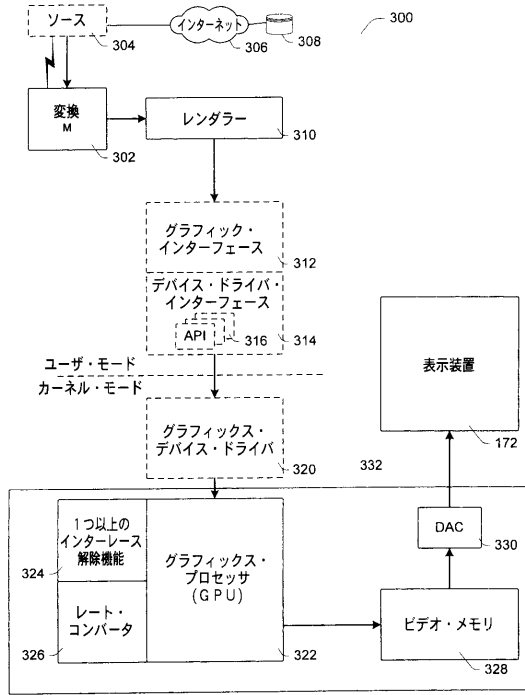 ソース
304
インターネット
306
308
300
変換
M
302
レンダラー
310
グラフィック・
インターフェース
312
デバイス・ドライバ・
インターフェース
API
316
314
ユーザ・モード
カーネル・モード
グラフィックス・
デバイス・ドライバ
320
表示装置
172
332
DAC
330
1つ以上の
インターレース
解除機能
324
レート・
コンバータ
326
グラフィックス・
プロセッサ
(GPU)
322
ビデオ・メモリ
328